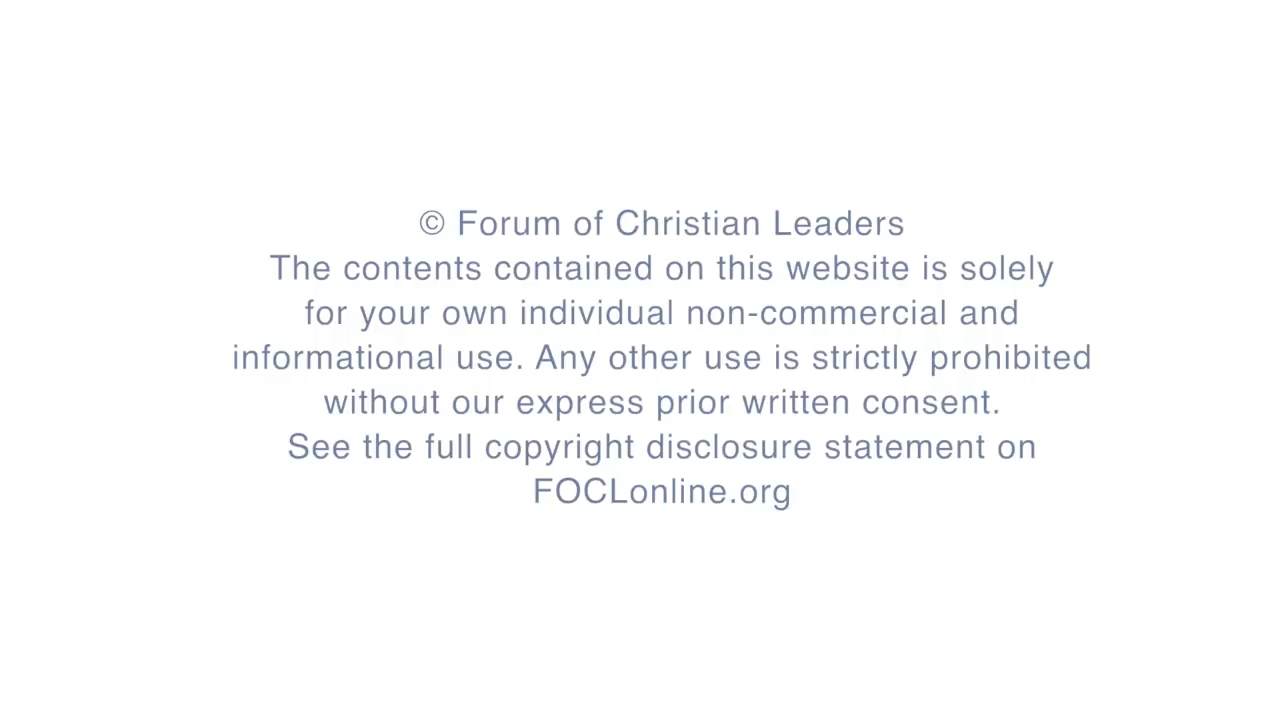 © Forum of Christian Leaders
The contents contained on this website is solely
for your own individual non-commercial and
informational use. Any other use is strictly prohibited
without our express prior written consent.
See the full copyright disclosure statement on
FOCLonline.org